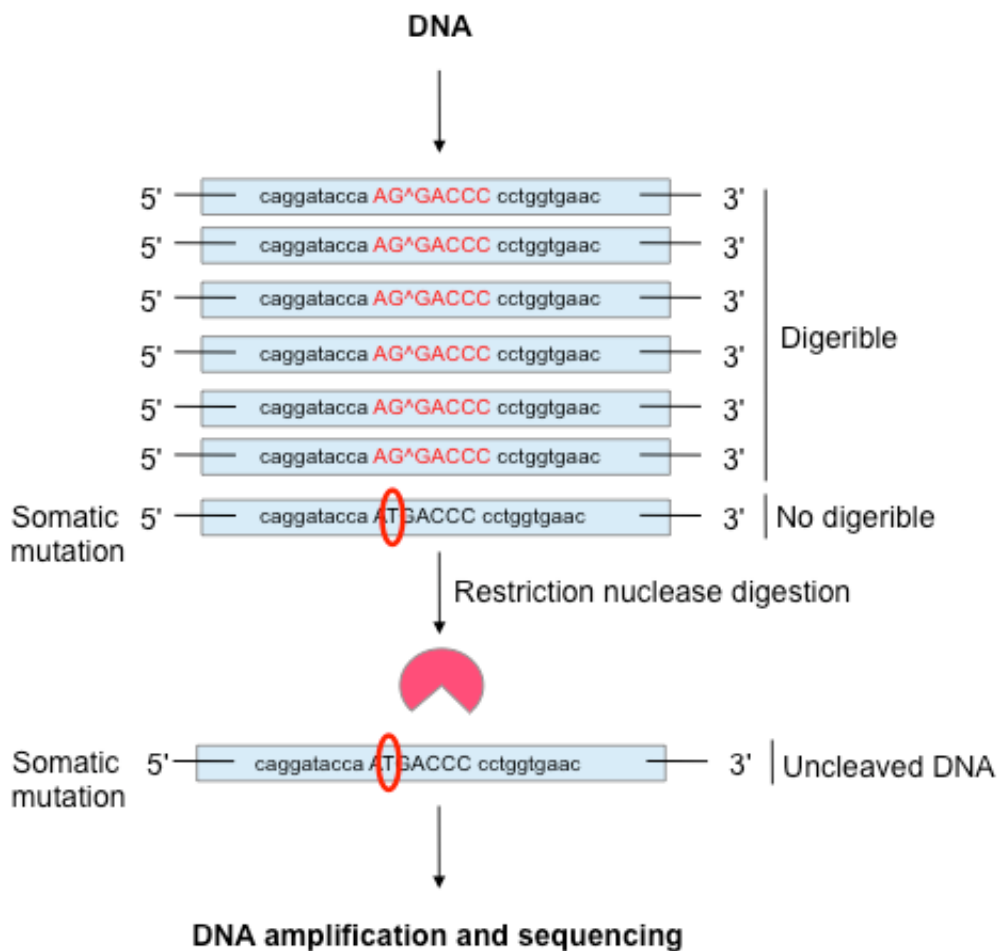 DNA
5' caggatacca AG^GACCC cctggtgaac 3'
5' caggatacca AG^GACCC cctggtgaac 3'
5' caggatacca AG^GACCC cctggtgaac 3'
5' caggatacca AG^GACCC cctggtgaac 3'
5' caggatacca AG^GACCC cctggtgaac 3'
5' caggatacca AG^GACCC cctggtgaac 3'
Digerible
Somatic
mutation
5' caggatacca ATGACCC cctggtgaac 3'
No digerible
Restriction nuclease digestion
Somatic
mutation
5' caggatacca ATGACCC cctggtgaac 3'
Uncleaved DNA
DNA amplification and sequencing